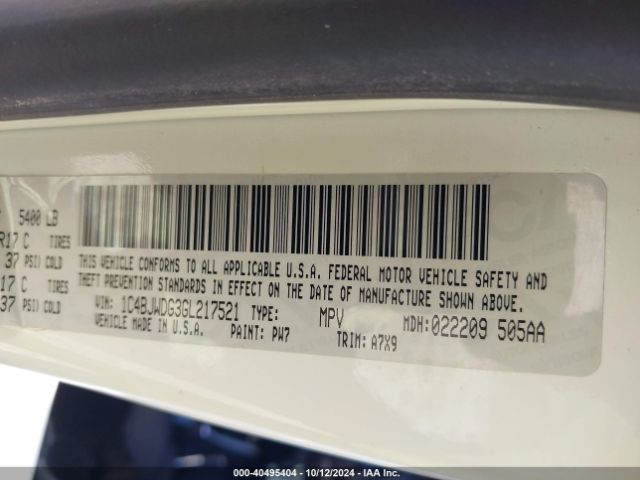 5400 LB
R17 C TIRES
37 PSI) COLD
17 C TIRES
37 PSI) COLD
THIS VEHICLE CONFORMS TO ALL APPLICABLE U.S.A. FEDERAL MOTOR VEHICLE SAFETY AND
THEFT PREVENTION STANDARDS IN EFFECT ON THE DATE OF MANUFACTURE SHOWN ABOVE.
VIN: 1C4BJWDG3GL217521 TYPE: MPV MDH: 022209 505AA
VEHICLE MADE IN U.S.A. PAINT: PW7 TRIM: A7X9
000-40495404 - 10/12/2024 - IAA Inc.